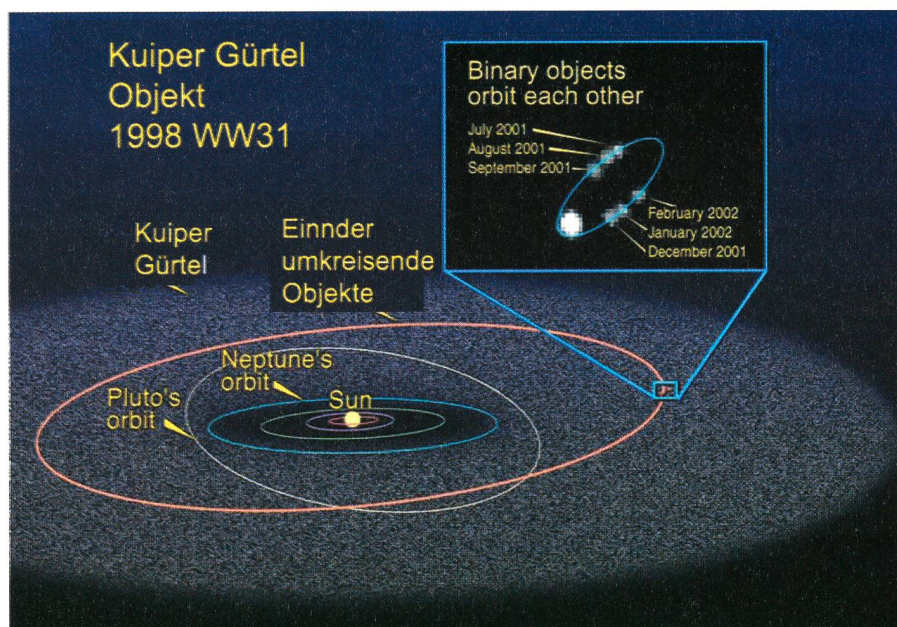 Kuiper Gürtel
Objekt
1998 WW31
Binary objects
orbit each other
July 2001
August 2001
September 2001
February 2002
January 2002
December 2001
Kuiper
Gürtel
Einnder
umkreisende
Objekte
Neptune's
orbit
Pluto's
orbit
Sun